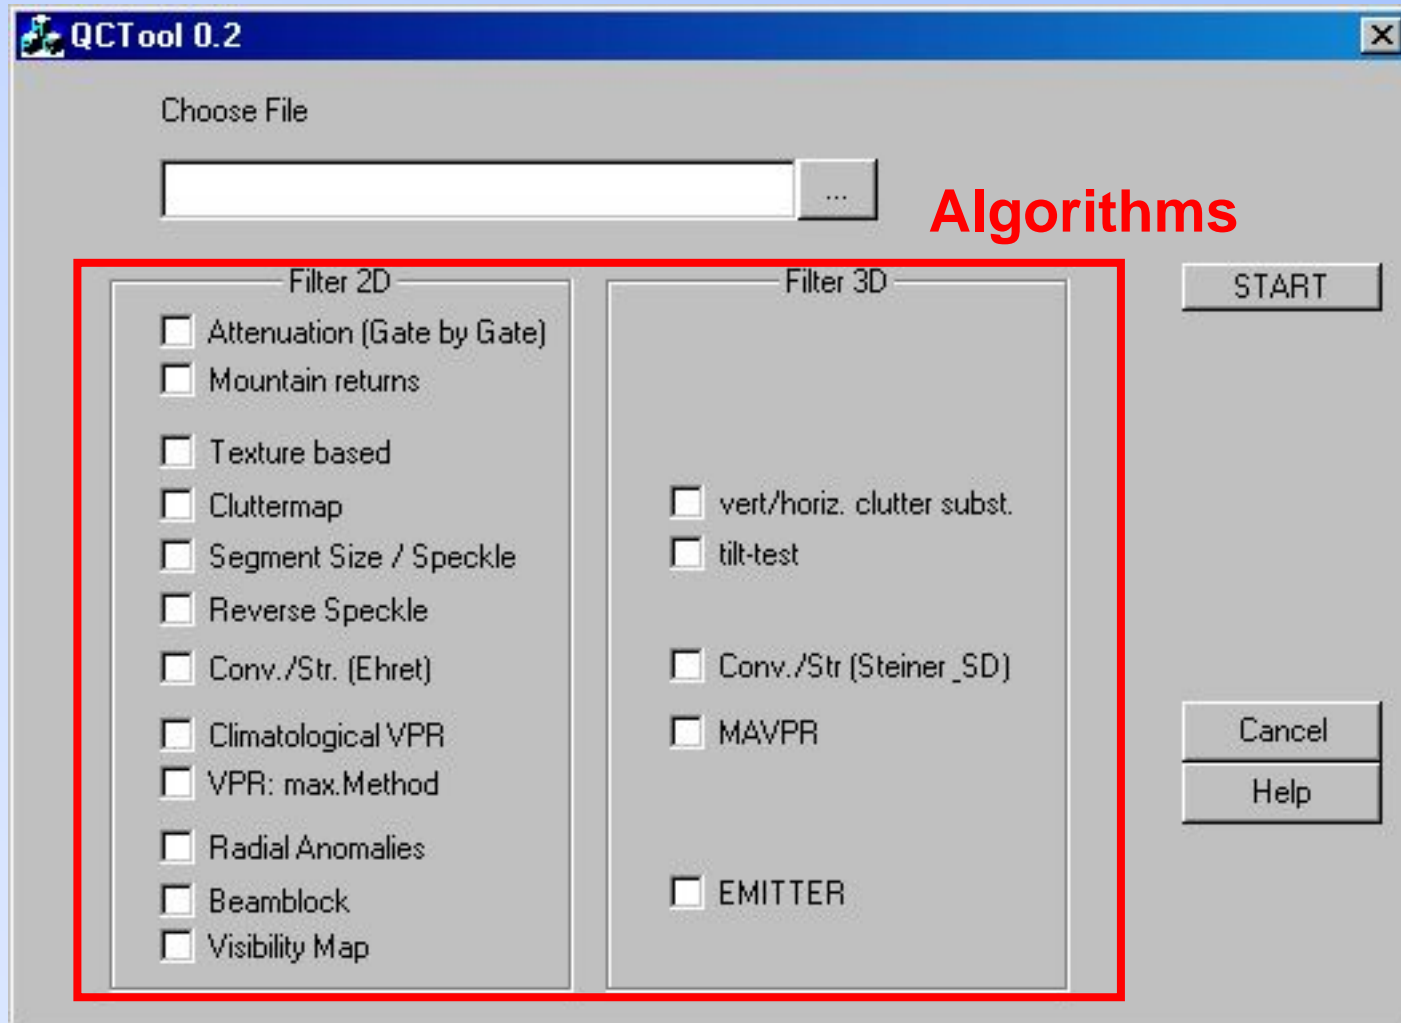 QCTool 0.2
Choose File
...
Algorithms
Filter 2D
Attenuation (Gate by Gate)
Mountain returns
Texture based
Cluttermap
Segment Size / Speckle
Reverse Speckle
Conv./Str. (Ehret)
Climatological VPR
VPR: max.Method
Radial Anomalies
Beamblock
Visibility Map
Filter 3D
vert/horiz. clutter subst.
tilt-test
Conv./Str (Steiner_SD)
MAVPR
EMITTER
START
Cancel
Help